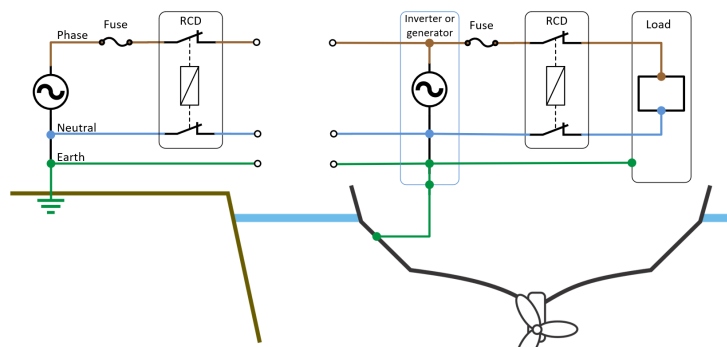 Fuse
RCD
Phase
Neutral
Earth
Inverter or
generator
Fuse
RCD
Load